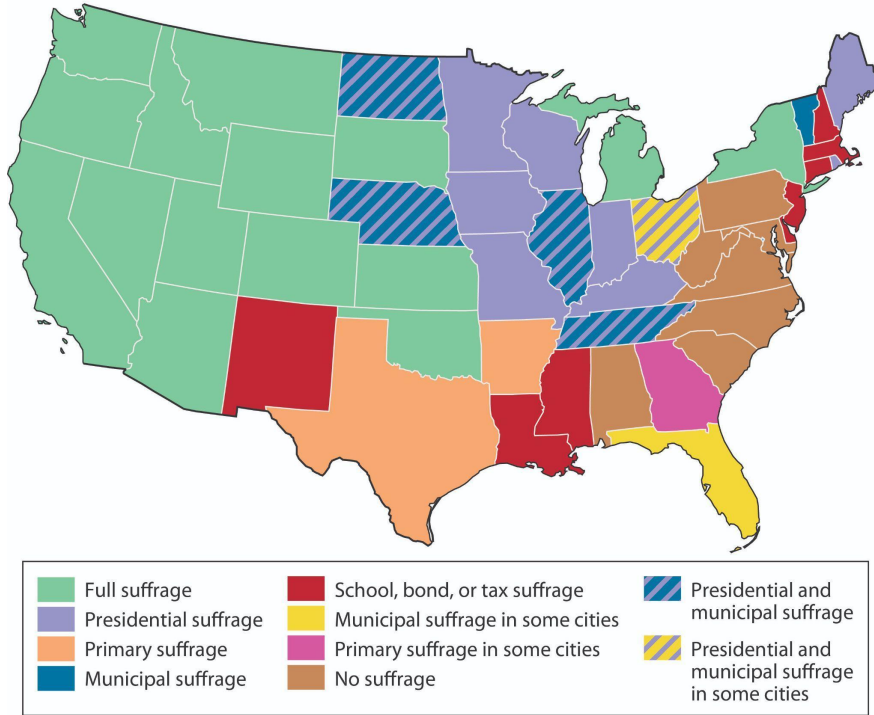 Full suffrage
Presidential suffrage
Primary suffrage
Municipal suffrage
School, bond, or tax suffrage
Municipal suffrage in some cities
Primary suffrage in some cities
No suffrage
Presidential and
municipal suffrage
Presidential and
municipal suffrage
in some cities